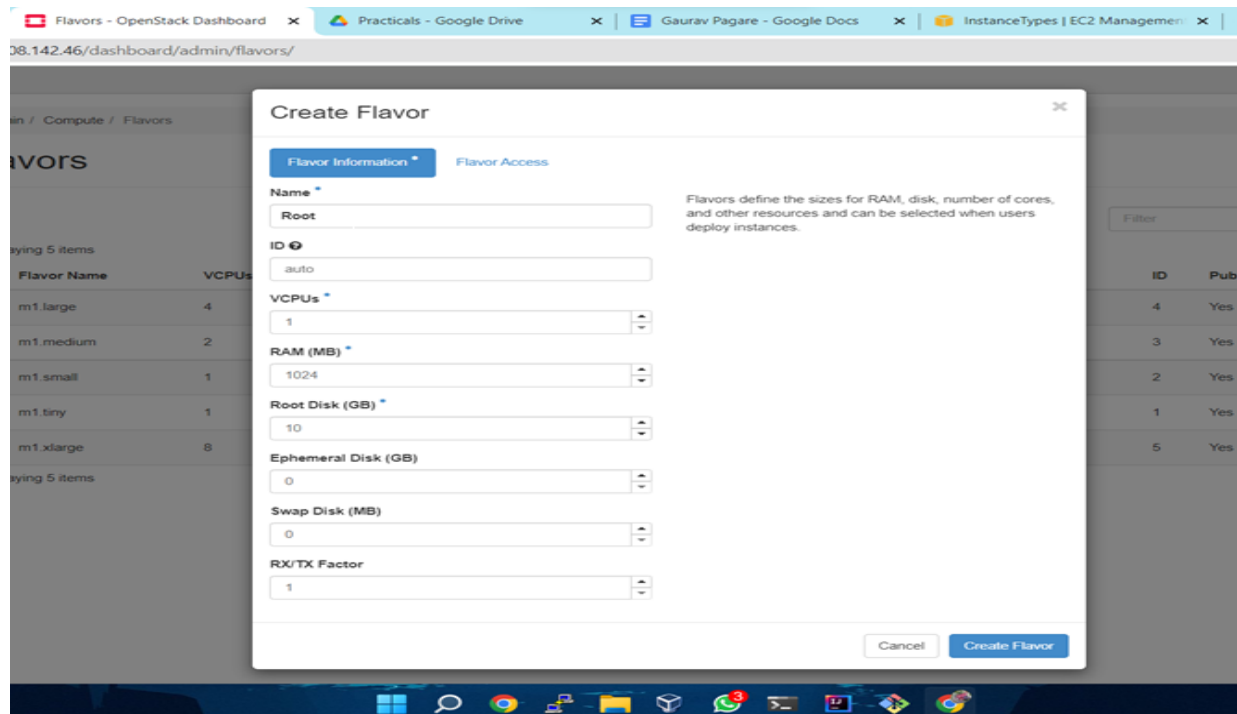 Flavors - OpenStack Dashboard
Practicals - Google Drive
Gaurav Pagare - Google Docs
InstanceTypes | EC2 Managemen
08.142.46/dashboard/admin/flavors/
in / Compute / Flavors
avors
Filter
aying 5 items
Flavor Name VCPUs ID Pub
m1.large 4 4 Yes
m1.medium 2 3 Yes
m1.small 1 2 Yes
m1.tiny 1 1 Yes
m1.xlarge 8 5 Yes
aying 5 items
Create Flavor
Flavor Information * Flavor Access
Name *
Root
ID
auto
VCPUs *
1
RAM (MB) *
1024
Root Disk (GB) *
10
Ephemeral Disk (GB)
0
Swap Disk (MB)
0
RX/TX Factor
1
Flavors define the sizes for RAM, disk, number of cores,
and other resources and can be selected when users
deploy instances.
Cancel Create Flavor
3